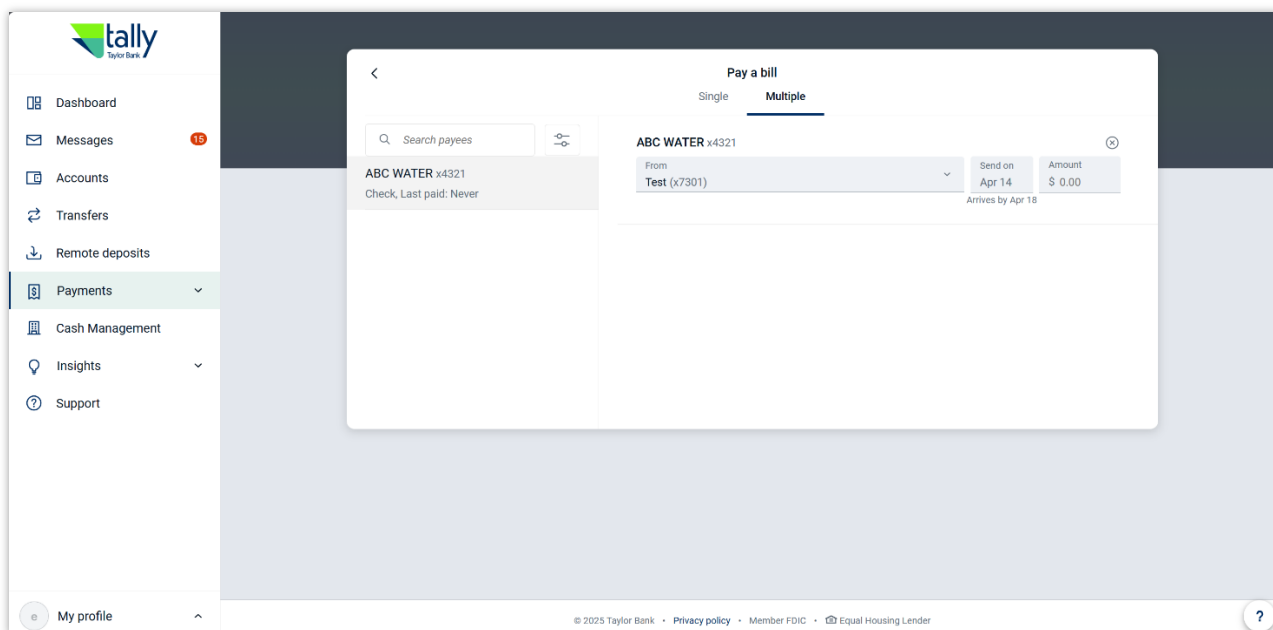 tally
Taylor Bank
Dashboard
Messages 15
Accounts
Transfers
Remote deposits
Payments
Cash Management
Insights
Support
e My profile
Pay a bill
Single Multiple
Search payees
ABC WATER x4321
Check, Last paid: Never
ABC WATER x4321
From
Test (x7301)
Send on
Apr 14
Arrives by Apr 18
Amount
$ 0.00
© 2025 Taylor Bank • Privacy policy • Member FDIC • Equal Housing Lender
?